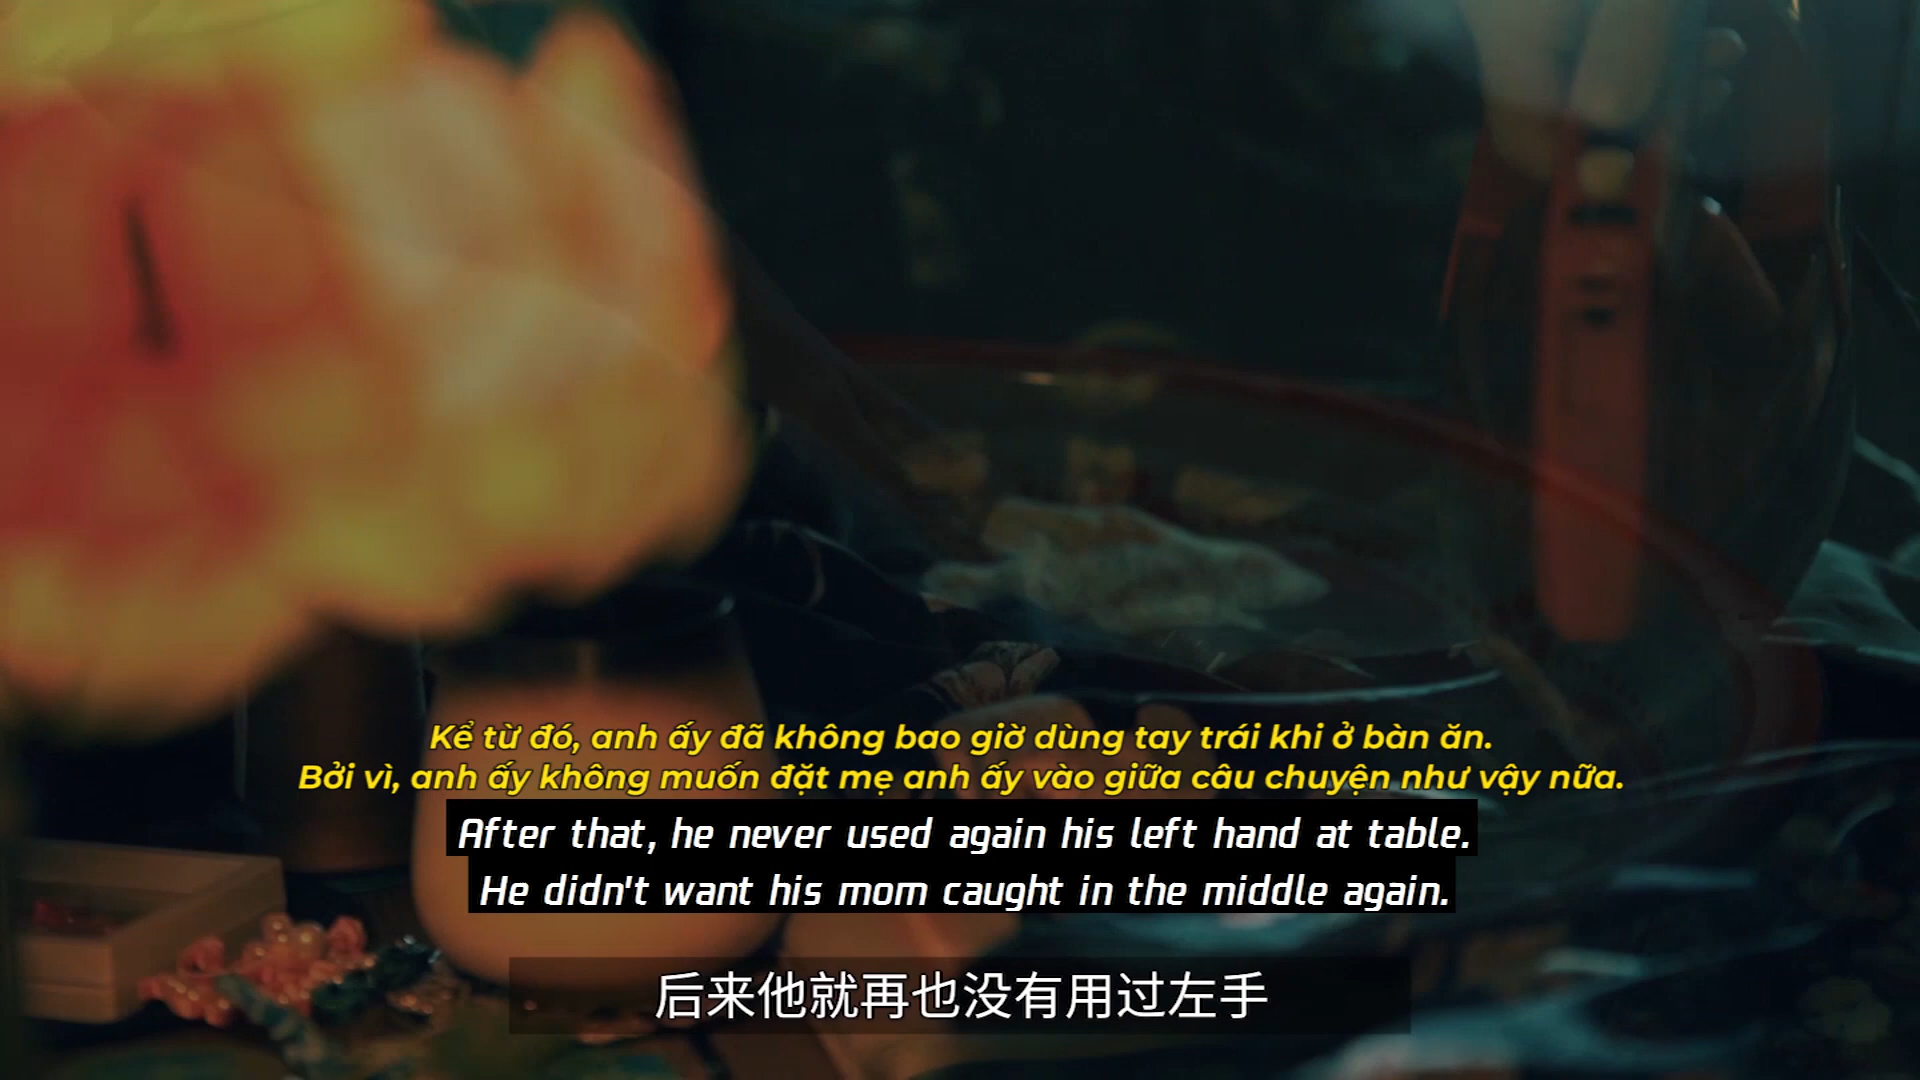 Kể từ đó, anh ấy đã không bao giờ dùng tay trái khi ở bàn ăn.
Bởi vì, anh ấy không muốn đặt mẹ anh ấy vào giữa câu chuyện như vậy nữa.
After that, he never used again his left hand at table.
He didn't want his mom caught in the middle again.
后来他就再也没有用过左手